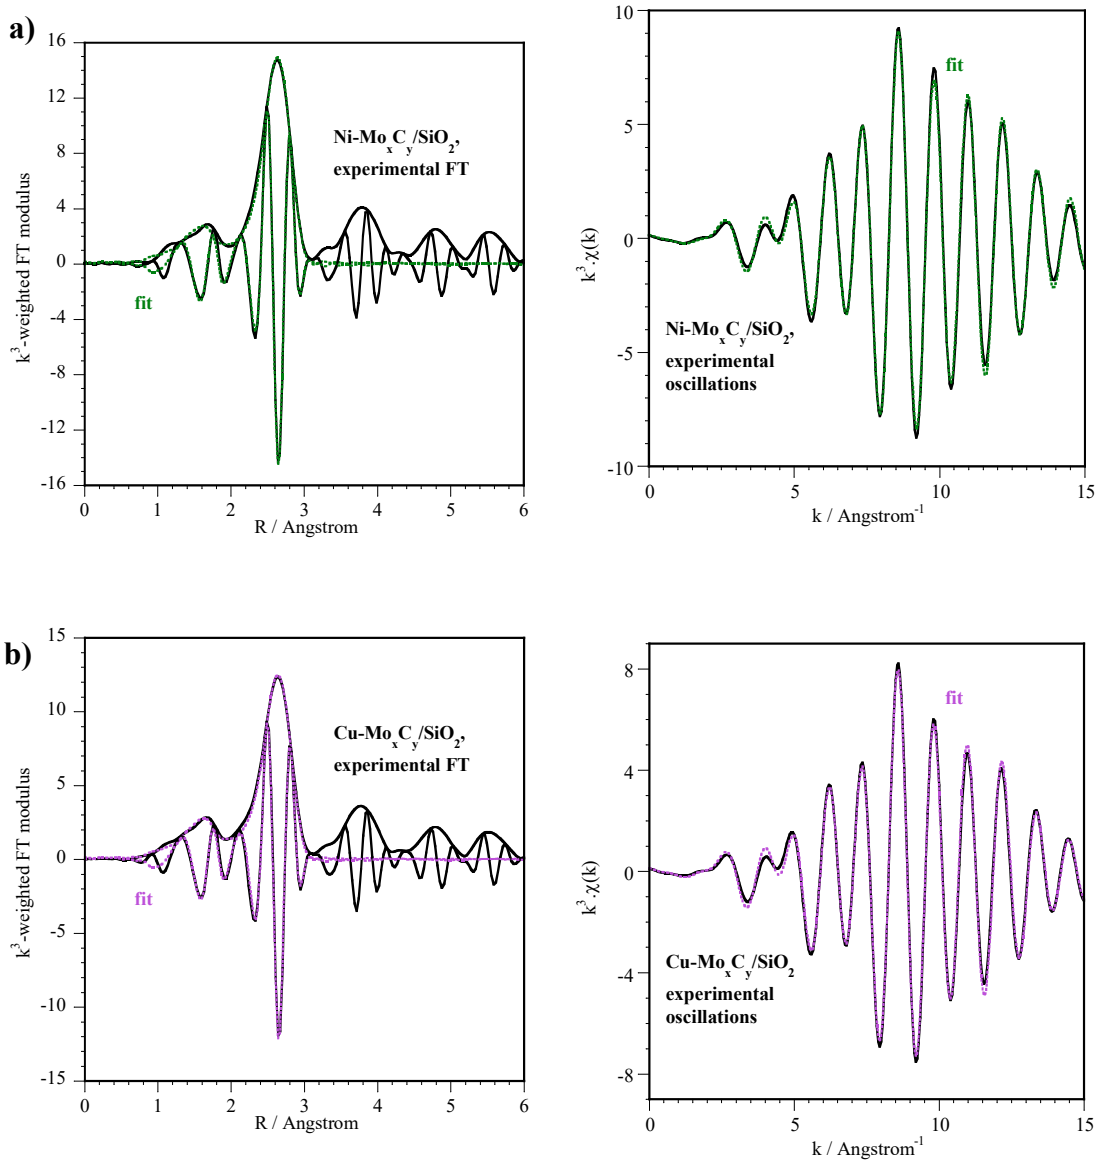 a)
16
12
8
4
0
-4
-8
-12
-16
k³-weighted FT modulus
Ni-MoₓCᵧ/SiO₂,
experimental FT
fit
0 1 2 3 4 5 6
R / Angstrom
10
5
0
-5
-10
k³.χ(k)
fit
Ni-MoₓCᵧ/SiO₂,
experimental
oscillations
0 5 10 15
k / Angstrom⁻¹
b)
15
10
5
0
-5
-10
-15
k³-weighted FT modulus
Cu-MoₓCᵧ/SiO₂,
experimental FT
fit
0 1 2 3 4 5 6
R / Angstrom
8
4
0
-4
-8
k³.χ(k)
fit
Cu-MoₓCᵧ/SiO₂
experimental
oscillations
0 5 10 15
k / Angstrom⁻¹